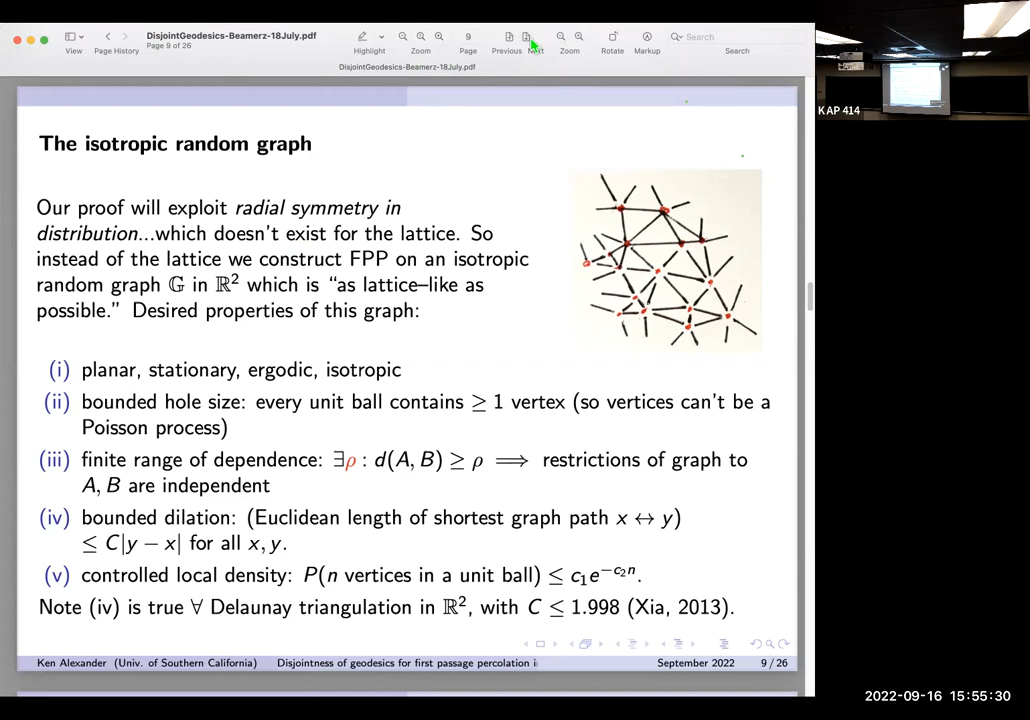 DisjointGeodesics-Beamerz-18July.pdf
Page 9 of 26
9
Search
View
Page History
Highlight
Zoom
Page
Previous
Next
Zoom
Rotate
Markup
Search
DisjointGeodesics-Beamerz-18July.pdf
KAP 414
The isotropic random graph
Our proof will exploit radial symmetry in
distribution...which doesn't exist for the lattice. So
instead of the lattice we construct FPP on an isotropic
random graph 𝔾 in ℝ² which is "as lattice–like as
possible." Desired properties of this graph:
(i) planar, stationary, ergodic, isotropic
(ii) bounded hole size: every unit ball contains ≥ 1 vertex (so vertices can't be a
Poisson process)
(iii) finite range of dependence: ∃ρ : d(A, B) ≥ ρ ⟹ restrictions of graph to
A, B are independent
(iv) bounded dilation: (Euclidean length of shortest graph path x ↔ y)
≤ C|y − x| for all x, y.
(v) controlled local density: P(n vertices in a unit ball) ≤ c₁e^{−c₂n}.
Note (iv) is true ∀ Delaunay triangulation in ℝ², with C ≤ 1.998 (Xia, 2013).
Ken Alexander (Univ. of Southern California)
Disjointness of geodesics for first passage percolation i
September 2022
9 / 26
2022-09-16 15:55:30